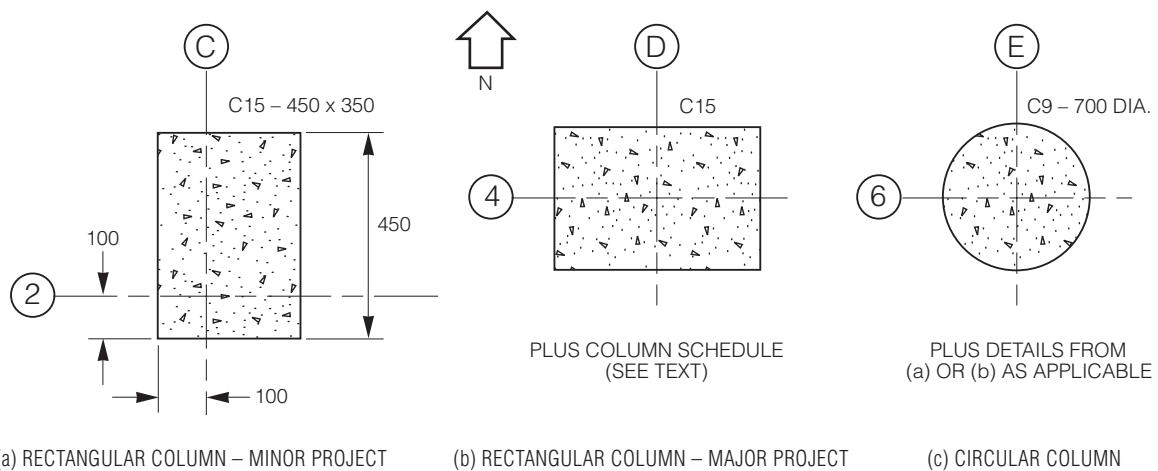 C
C15 – 450 x 350
100
450
2
100
(a) RECTANGULAR COLUMN – MINOR PROJECT
N
D
C15
4
PLUS COLUMN SCHEDULE
(SEE TEXT)
(b) RECTANGULAR COLUMN – MAJOR PROJECT
E
C9 – 700 DIA.
6
PLUS DETAILS FROM
(a) OR (b) AS APPLICABLE
(c) CIRCULAR COLUMN